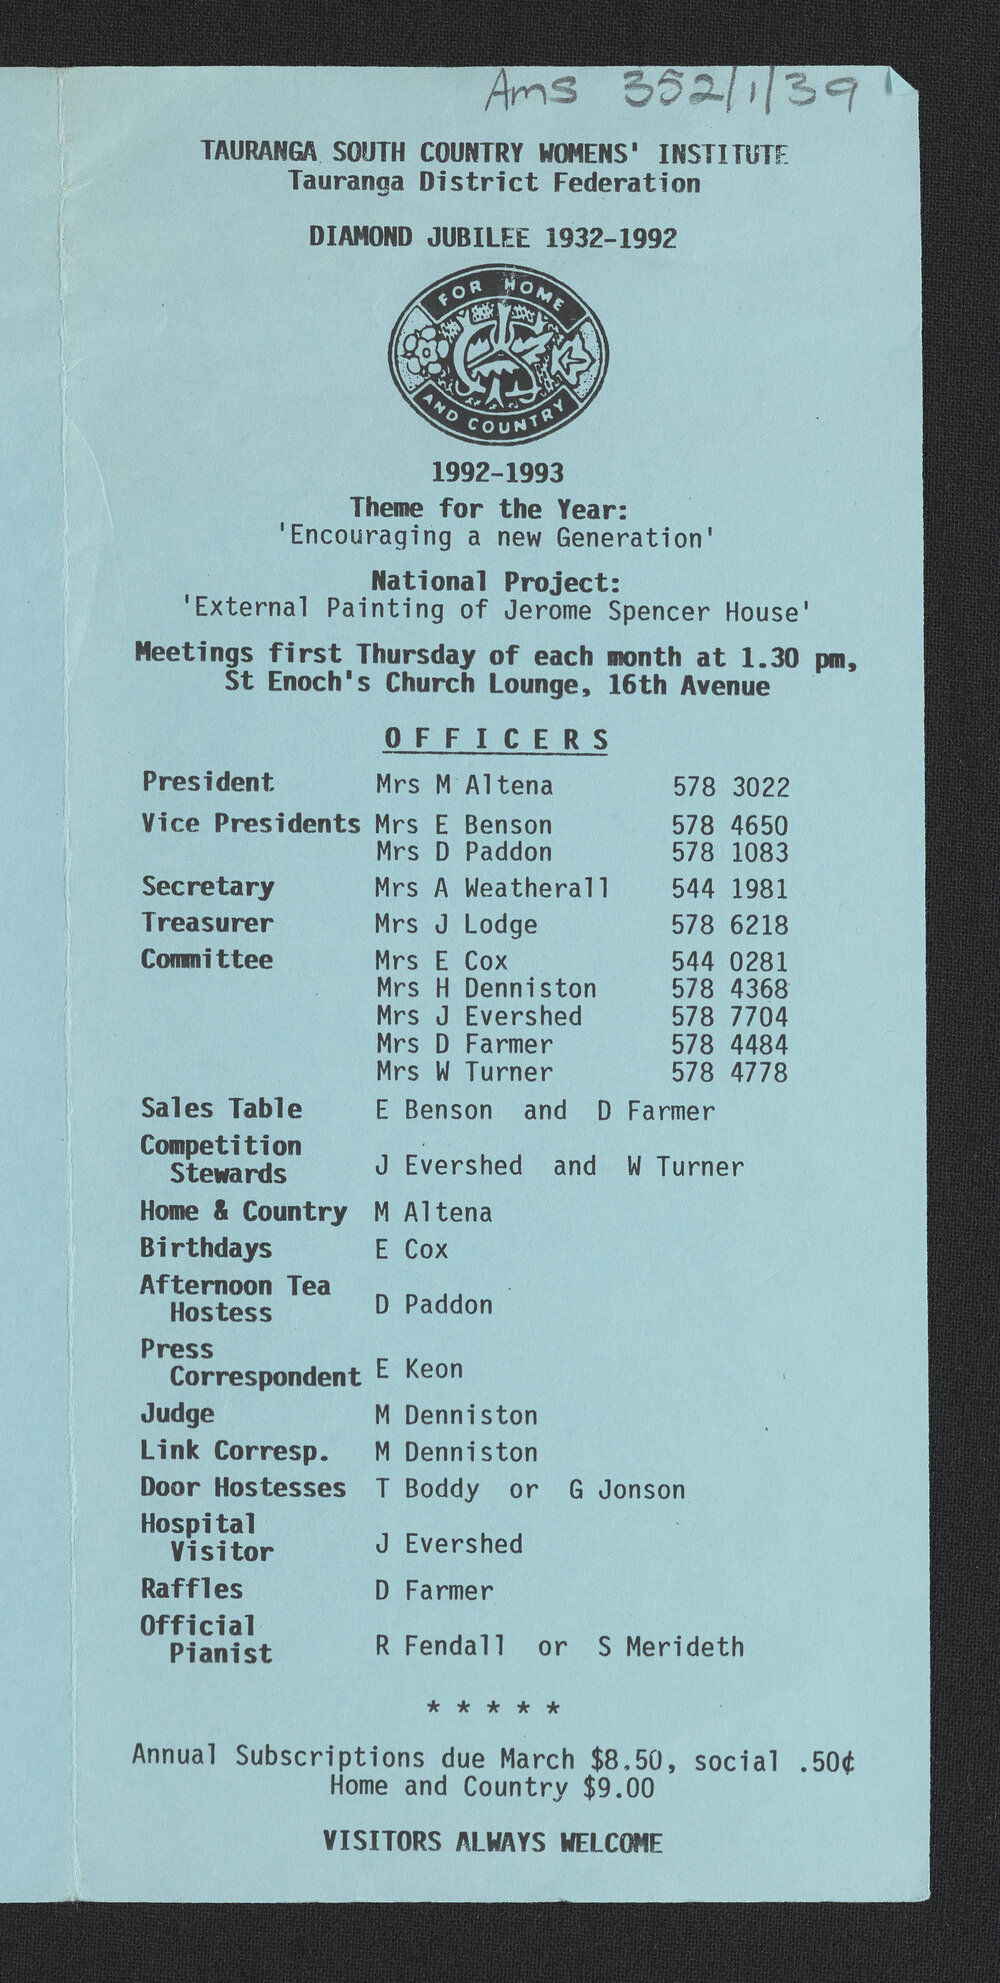 Ams 352/1/39
TAURANGA SOUTH COUNTRY WOMENS' INSTITUTE
Tauranga District Federation
DIAMOND JUBILEE 1932-1992
FOR HOME
AND COUNTRY
1992-1993
Theme for the Year:
'Encouraging a new Generation'
National Project:
'External Painting of Jerome Spencer House'
Meetings first Thursday of each month at 1.30 pm,
St Enoch's Church Lounge, 16th Avenue
OFFICERS
President Mrs M Altena 578 3022
Vice Presidents Mrs E Benson 578 4650
Mrs D Paddon 578 1083
Secretary Mrs A Weatherall 544 1981
Treasurer Mrs J Lodge 578 6218
Committee Mrs E Cox 544 0281
Mrs H Denniston 578 4368
Mrs J Evershed 578 7704
Mrs D Farmer 578 4484
Mrs W Turner 578 4778
Sales Table E Benson and D Farmer
Competition
Stewards J Evershed and W Turner
Home & Country M Altena
Birthdays E Cox
Afternoon Tea
Hostess D Paddon
Press
Correspondent E Keon
Judge M Denniston
Link Corresp. M Denniston
Door Hostesses T Boddy or G Jonson
Hospital
Visitor J Evershed
Raffles D Farmer
Official
Pianist R Fendall or S Merideth
* * * * *
Annual Subscriptions due March $8.50, social .50¢
Home and Country $9.00
VISITORS ALWAYS WELCOME